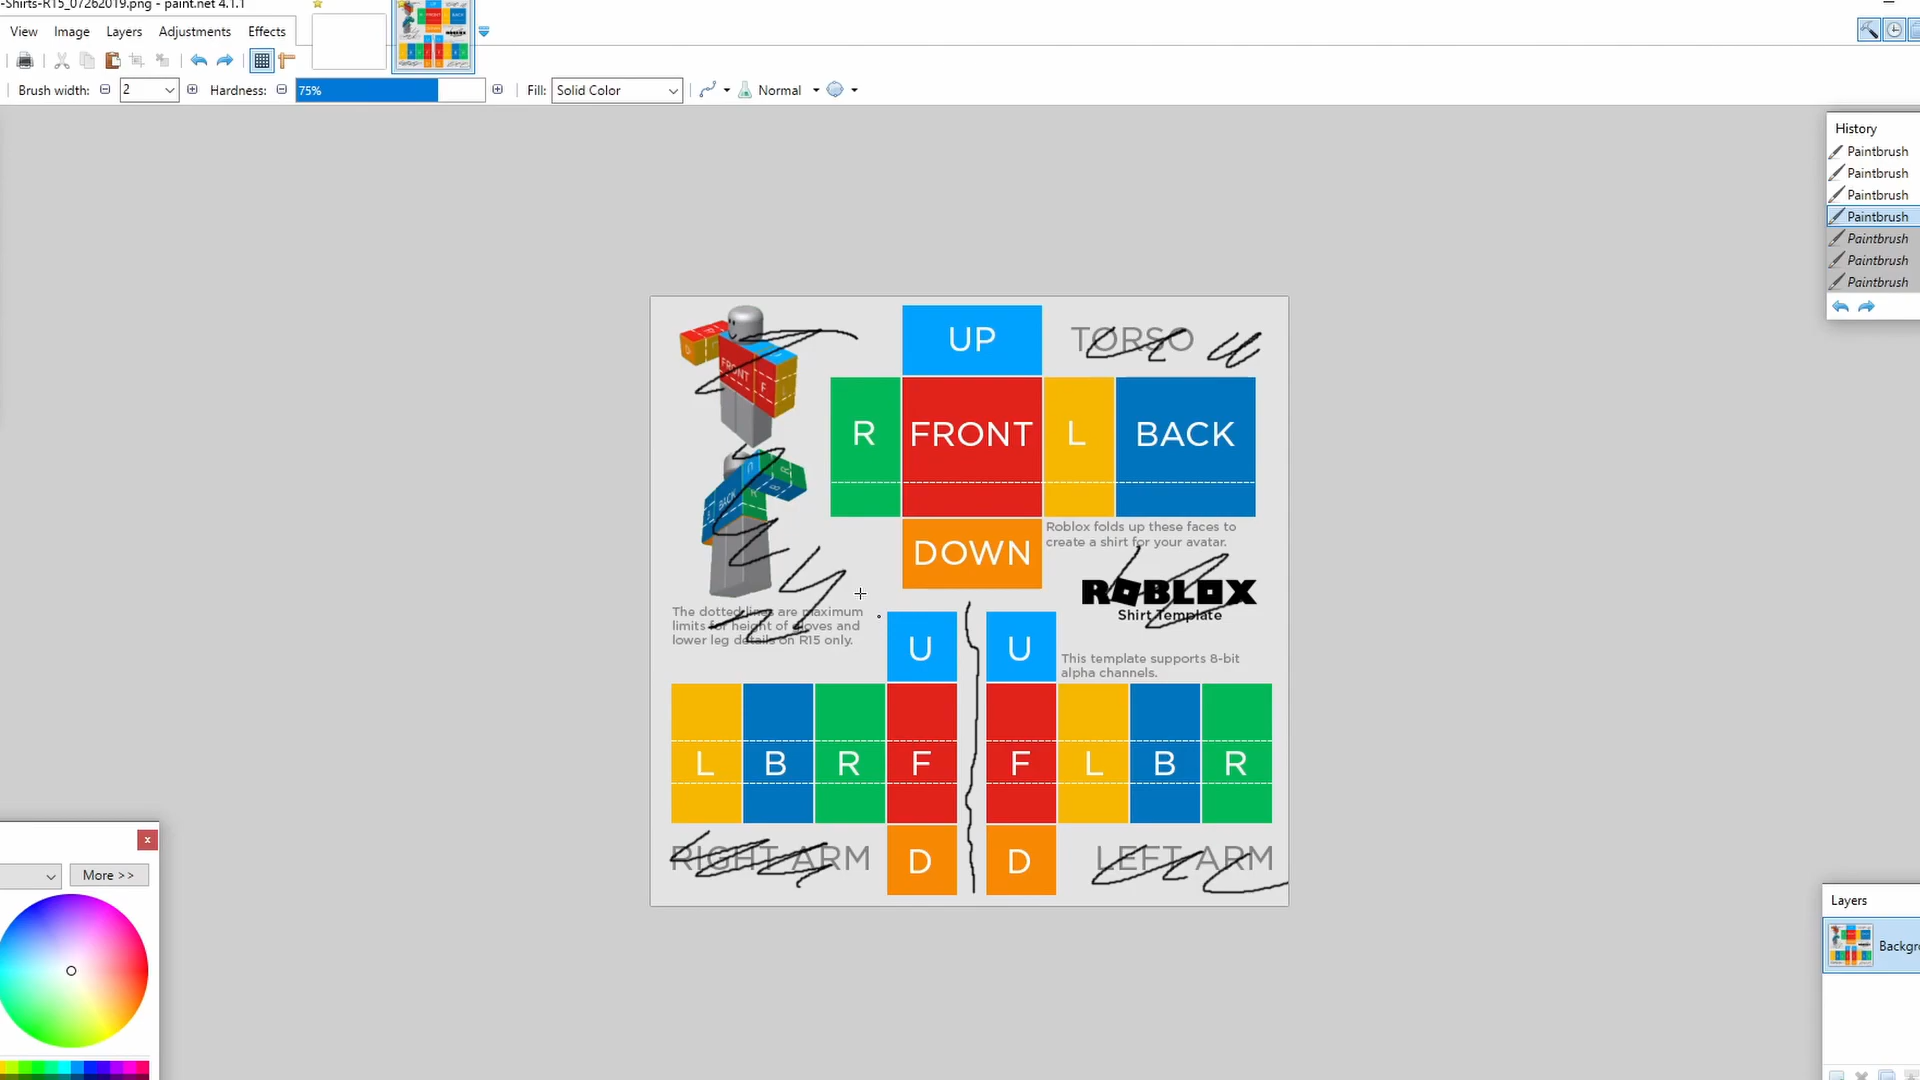 -Shirts-R15_07262019.png - paint.net 4.1.1
View Image Layers Adjustments Effects
Brush width: 2 Hardness: 75% Fill: Solid Color Normal
History
Paintbrush
Paintbrush
Paintbrush
Paintbrush
Paintbrush
Paintbrush
Paintbrush
UP
TORSO
R FRONT L BACK
FRONT F L
BACK R B
DOWN
Roblox folds up these faces to
create a shirt for your avatar.
ROBLOX
Shirt Template
The dotted lines are maximum
limits for height of gloves and
lower leg details on R15 only.
U U
This template supports 8-bit
alpha channels.
L B R F F L B R
RIGHT ARM D D LEFT ARM
More >>
Layers
Backgro